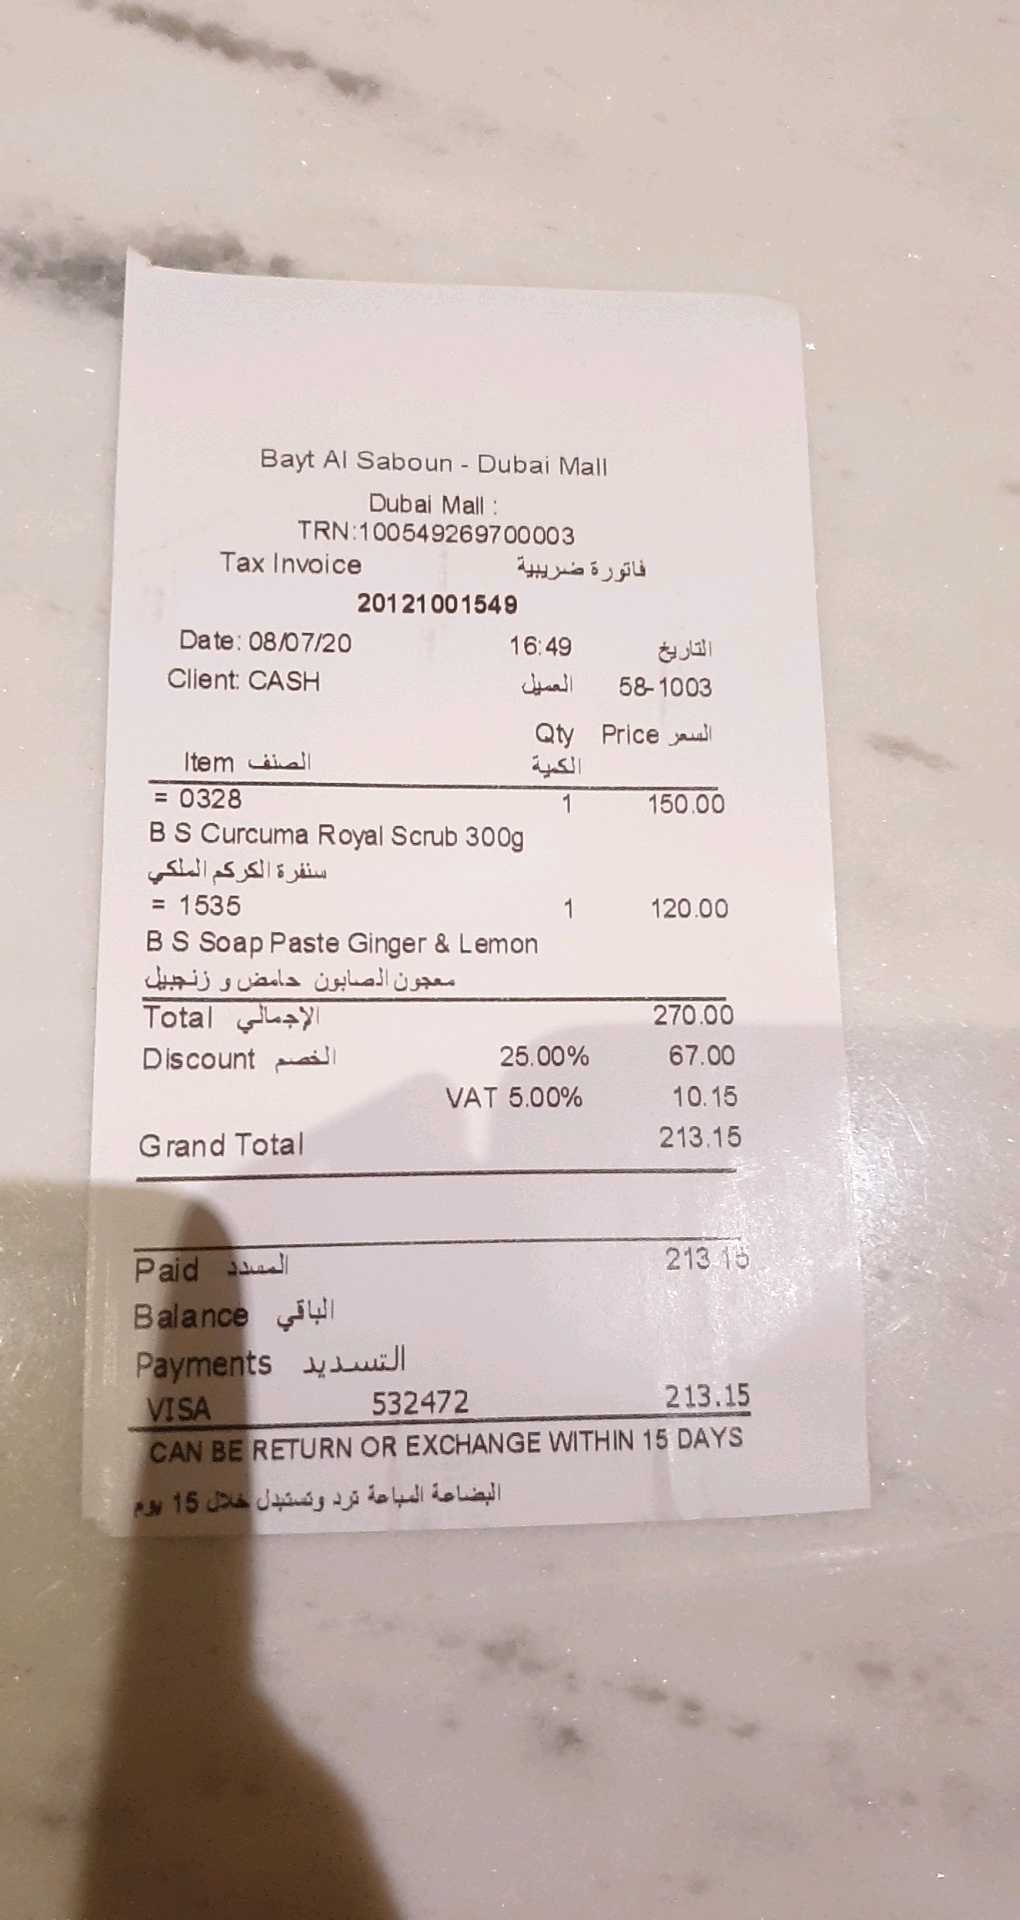 Bayt Al Saboun - Dubai Mall
Dubai Mall :
TRN:100549269700003
Tax Invoice فاتورة ضريبية
20121001549
Date: 08/07/20 16:49 التاريخ
Client: CASH العميل 58-1003
Qty Price السعر
Item الصنف الكمية
= 0328 1 150.00
B S Curcuma Royal Scrub 300g
سنفرة الكركم الملكي
= 1535 1 120.00
B S Soap Paste Ginger & Lemon
معجون الصابون حامض و زنجبيل
Total الإجمالي 270.00
Discount الخصم 25.00% 67.00
VAT 5.00% 10.15
Grand Total 213.15
Paid المسدد 213.15
Balance الباقي
Payments التسديد
VISA 532472 213.15
CAN BE RETURN OR EXCHANGE WITHIN 15 DAYS
البضاعة المباعة ترد وتستبدل خلال 15 يوم